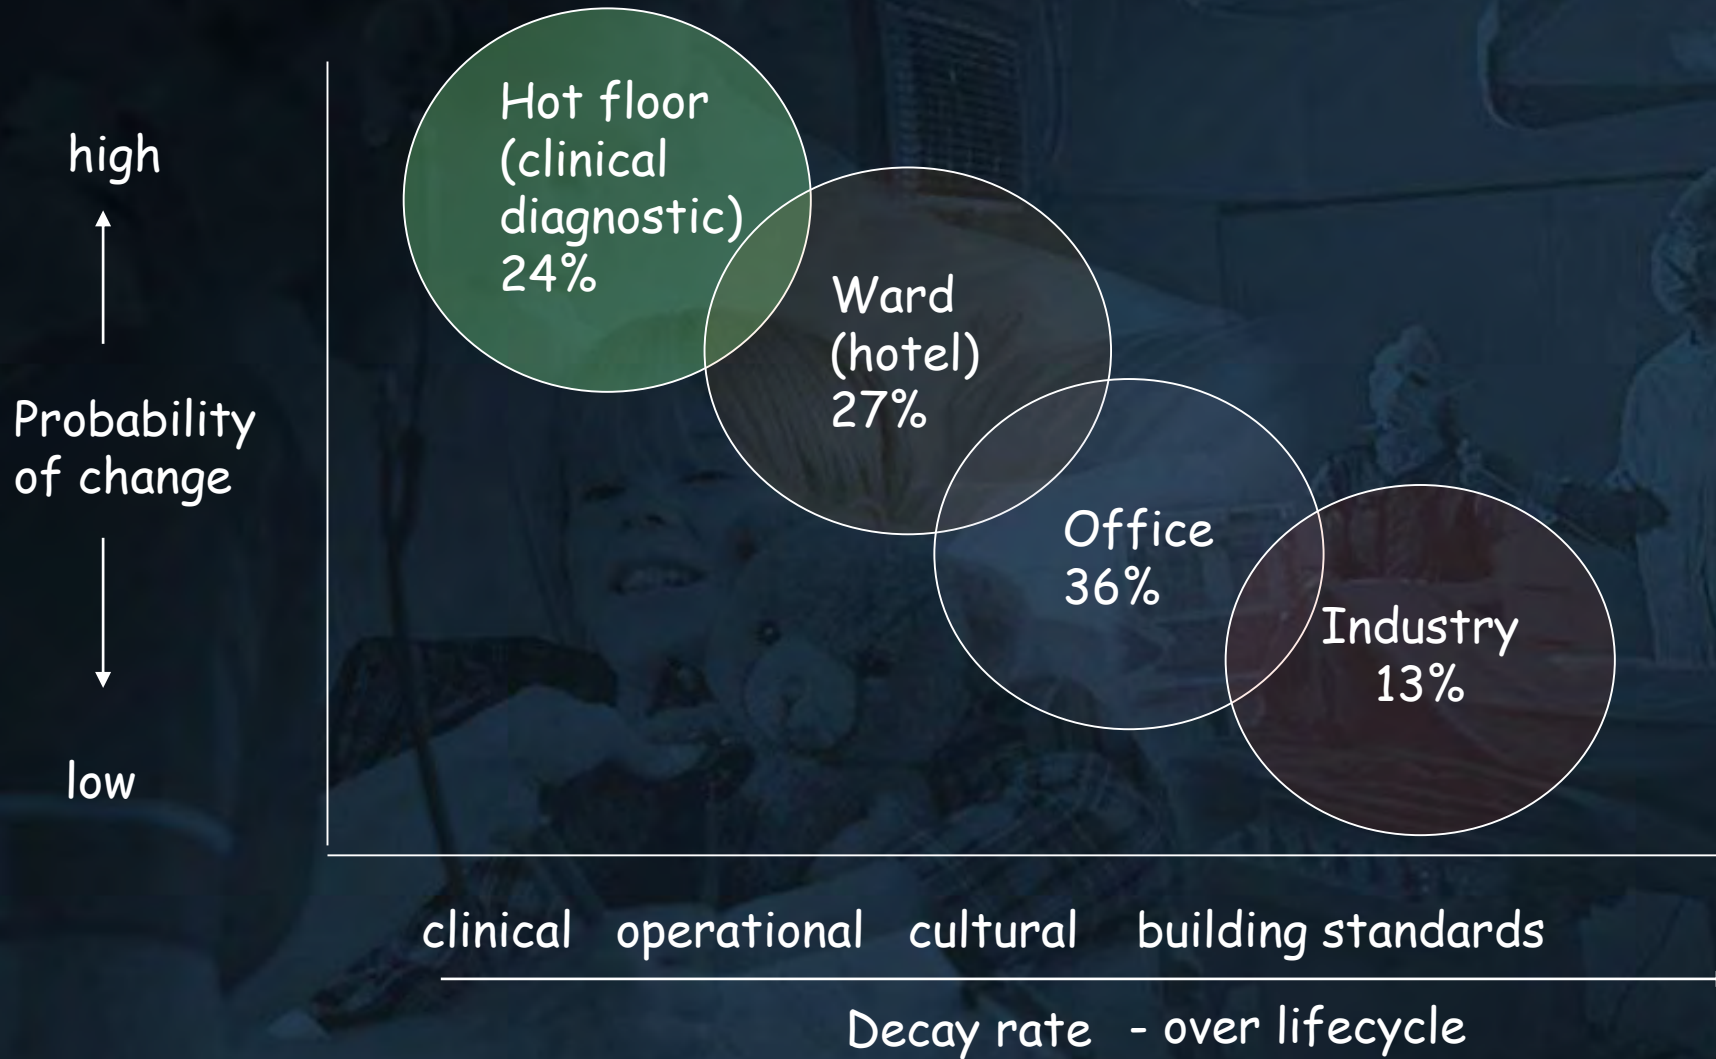 Hot floor
(clinical
diagnostic)
24%
high
Ward
(hotel)
27%
Probability
of change
Office
36%
Industry
13%
low
clinical operational cultural building standards
Decay rate - over lifecycle